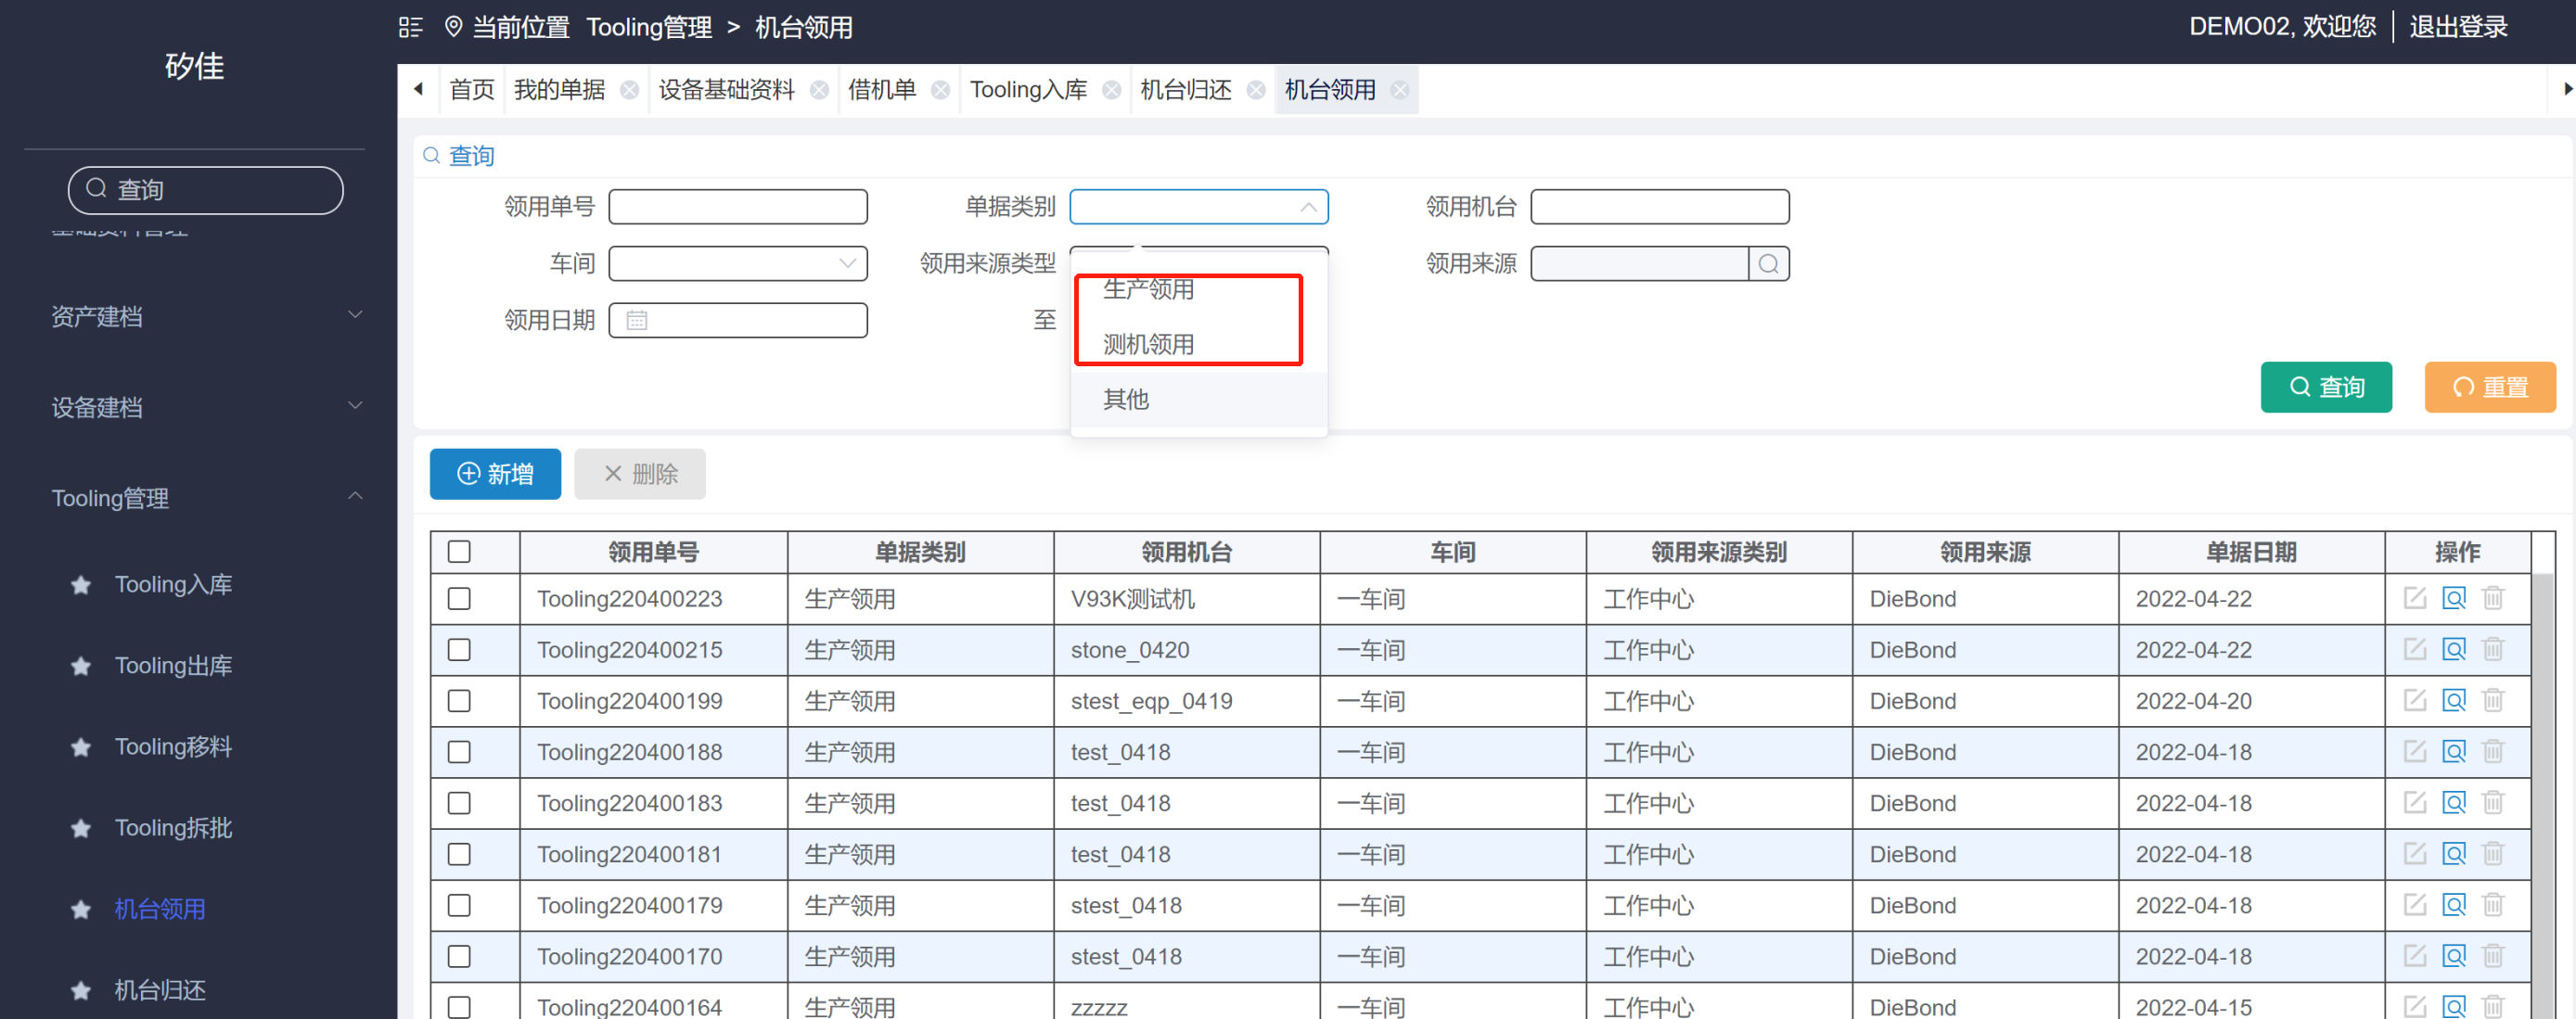 矽佳
当前位置 Tooling管理 > 机台领用
DEMO02, 欢迎您 退出登录
首页 我的单据 设备基础资料 借机单 Tooling入库 机台归还 机台领用
查询
基础资料管理
资产建档
设备建档
Tooling管理
Tooling入库
Tooling出库
Tooling移料
Tooling拆批
机台领用
机台归还
查询
领用单号 单据类别 领用机台
车间 领用来源类型 领用来源
领用日期 至
生产领用
测机领用
其他
查询 重置
新增 删除
领用单号 单据类别 领用机台 车间 领用来源类别 领用来源 单据日期 操作
Tooling220400223 生产领用 V93K测试机 一车间 工作中心 DieBond 2022-04-22
Tooling220400215 生产领用 stone_0420 一车间 工作中心 DieBond 2022-04-22
Tooling220400199 生产领用 stest_eqp_0419 一车间 工作中心 DieBond 2022-04-20
Tooling220400188 生产领用 test_0418 一车间 工作中心 DieBond 2022-04-18
Tooling220400183 生产领用 test_0418 一车间 工作中心 DieBond 2022-04-18
Tooling220400181 生产领用 test_0418 一车间 工作中心 DieBond 2022-04-18
Tooling220400179 生产领用 stest_0418 一车间 工作中心 DieBond 2022-04-18
Tooling220400170 生产领用 stest_0418 一车间 工作中心 DieBond 2022-04-18
Tooling220400164 生产领用 zzzzz 一车间 工作中心 DieBond 2022-04-15